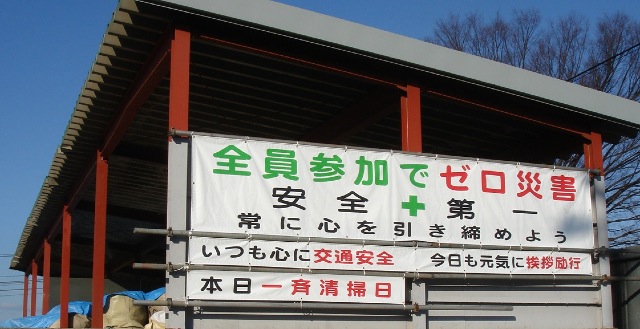 全員参加でゼロ災害
安全✚第一
常に心を引き締めよう
いつも心に交通安全
今日も元気に挨拶励行
本日一斉清掃日